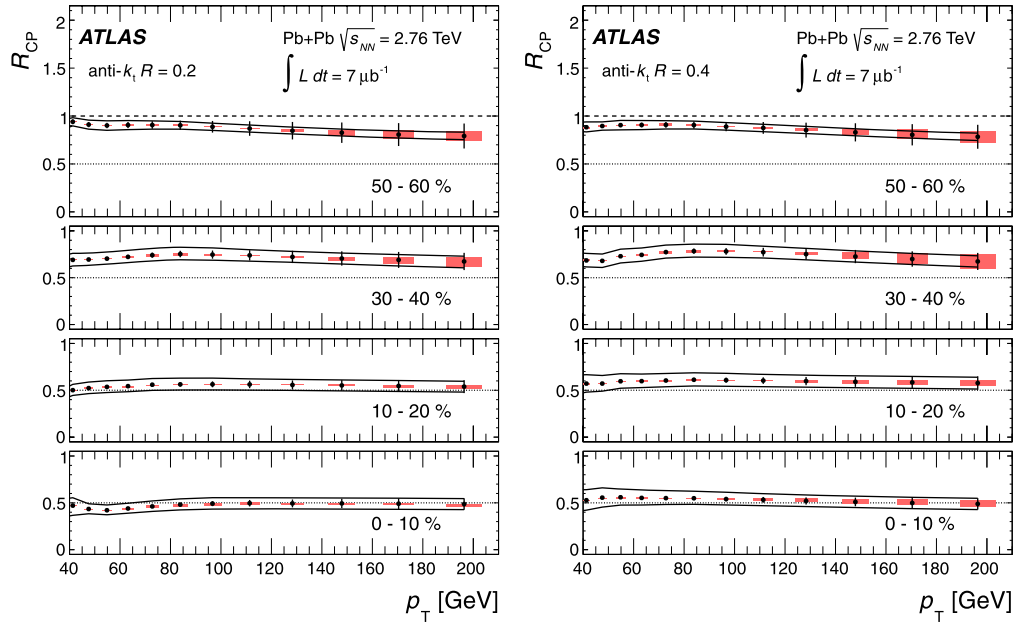 R_CP
2
1.5
1
0.5
0
ATLAS
anti-k_t R = 0.2
Pb+Pb √s_NN = 2.76 TeV
∫ L dt = 7 μb⁻¹
50 - 60 %
1
0.5
0
30 - 40 %
1
0.5
0
10 - 20 %
1
0.5
0
0 - 10 %
40 60 80 100 120 140 160 180 200
p_T [GeV]
R_CP
2
1.5
1
0.5
0
ATLAS
anti-k_t R = 0.4
Pb+Pb √s_NN = 2.76 TeV
∫ L dt = 7 μb⁻¹
50 - 60 %
1
0.5
0
30 - 40 %
1
0.5
0
10 - 20 %
1
0.5
0
0 - 10 %
40 60 80 100 120 140 160 180 200
p_T [GeV]